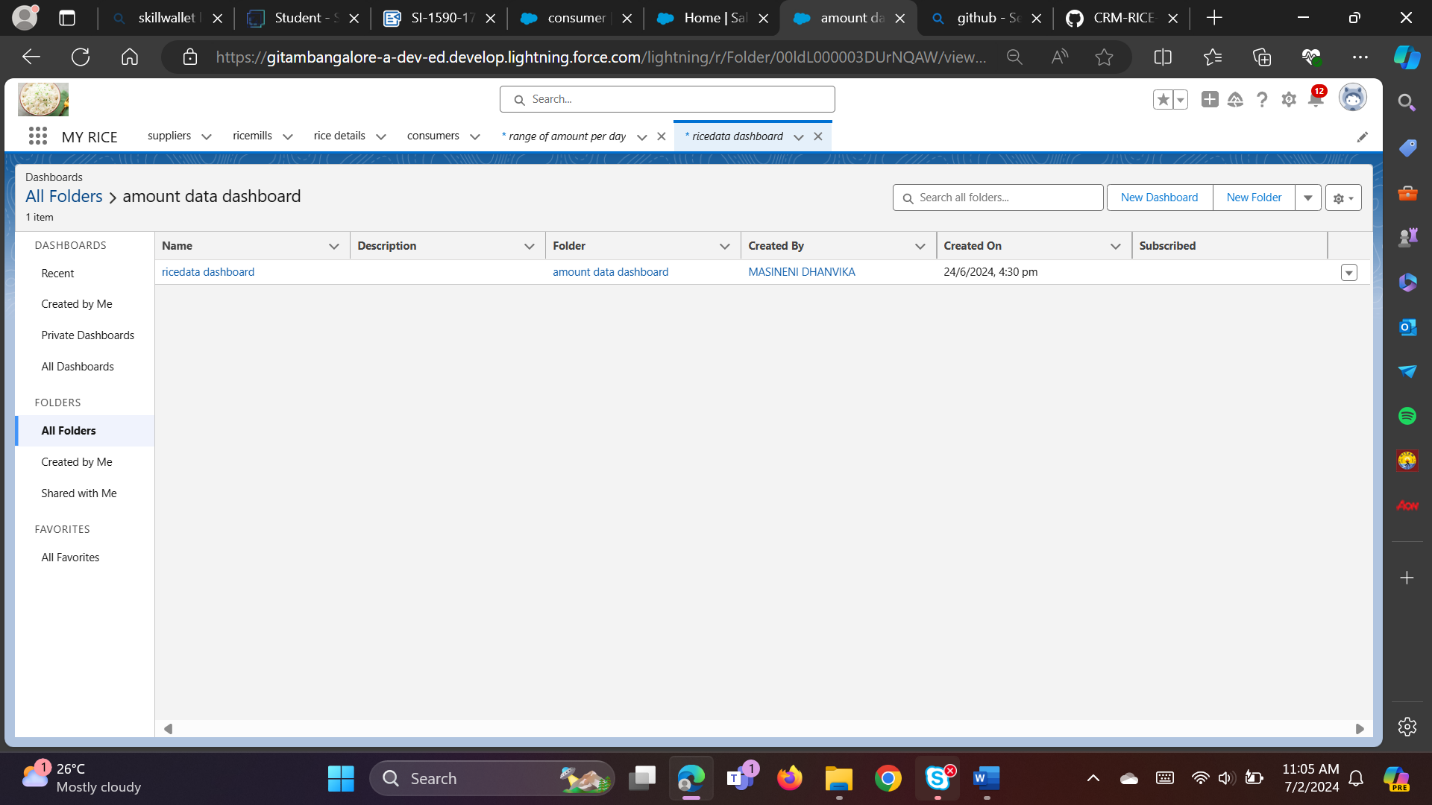 skillwallet
Student - S
SI-1590-17
consumer
Home | Sal
amount da
github - Se
CRM-RICE-
https://gitambangalore-a-dev-ed.develop.lightning.force.com/lightning/r/Folder/00ldL000003DUrNQAW/view...
Search...
12
MY RICE
suppliers
ricemills
rice details
consumers
* range of amount per day
* ricedata dashboard
Dashboards
All Folders > amount data dashboard
1 item
Search all folders...
New Dashboard
New Folder
DASHBOARDS
Recent
Created by Me
Private Dashboards
All Dashboards
FOLDERS
All Folders
Created by Me
Shared with Me
FAVORITES
All Favorites
Name Description Folder Created By Created On Subscribed
ricedata dashboard amount data dashboard MASINENI DHANVIKA 24/6/2024, 4:30 pm
Aon
1
26°C
Mostly cloudy
Search
1
11:05 AM
7/2/2024
PRE